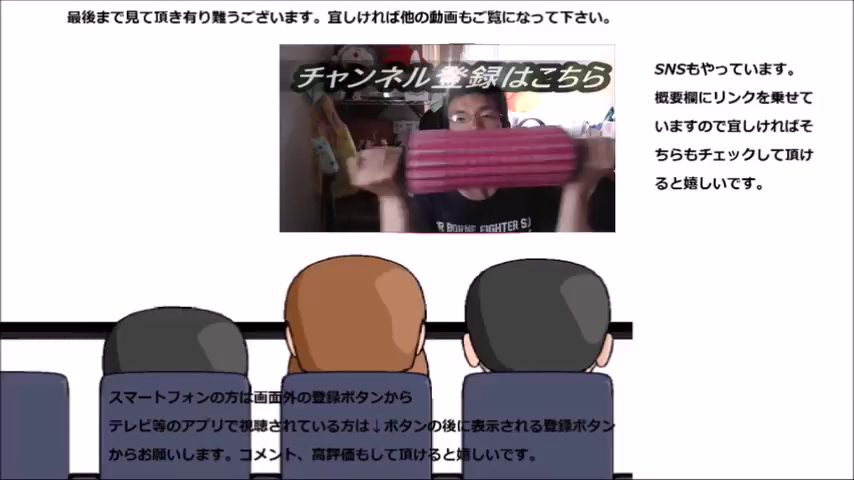 最後まで見て頂き有り難うございます。宜しければ他の動画もご覧になって下さい。
チャンネル登録はこちら
R BORNE FIGHTER S
SNSもやっています。
概要欄にリンクを乗せて
いますので宜しければそ
ちらもチェックして頂け
ると嬉しいです。
スマートフォンの方は画面外の登録ボタンから
テレビ等のアプリで視聴されている方は↓ボタンの後に表示される登録ボタン
からお願いします。コメント、高評価もして頂けると嬉しいです。